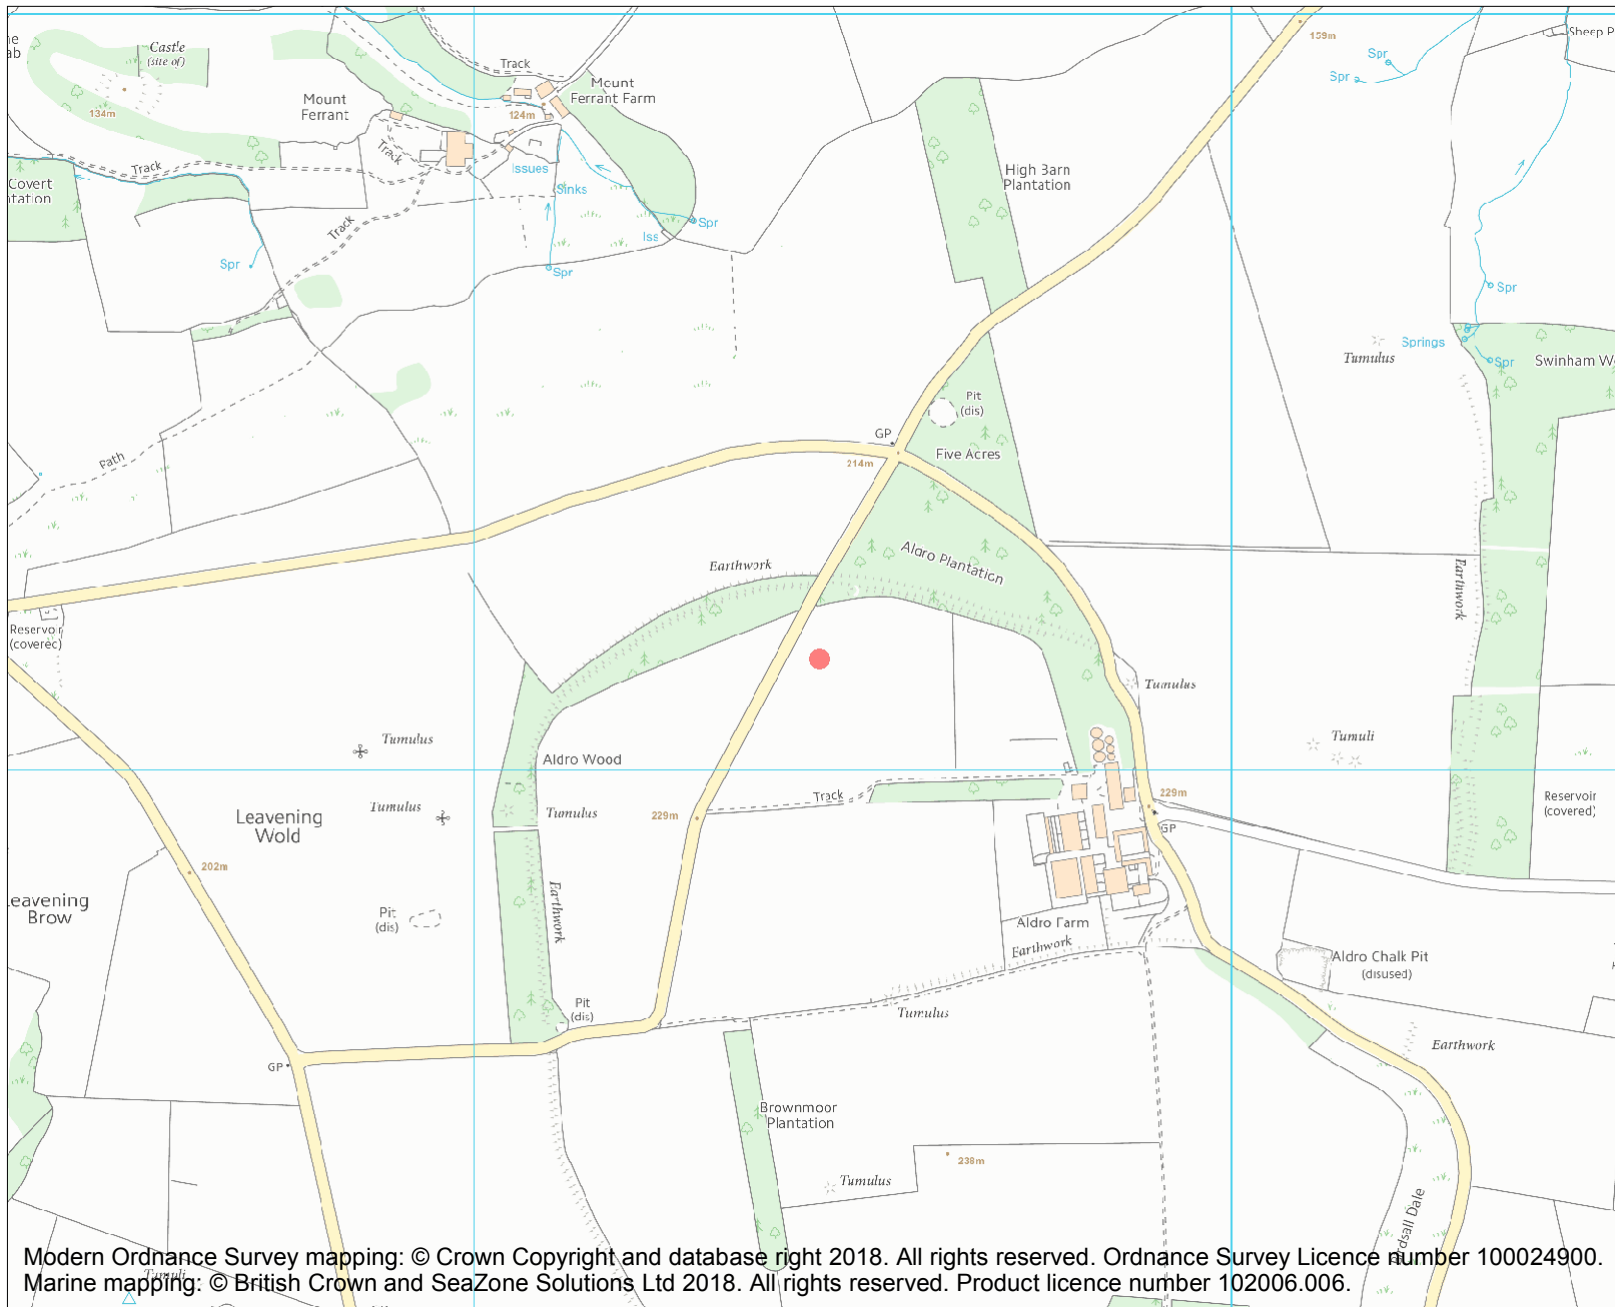 Castle
(site of)
134m
Mount
Ferrant
Track
Mount
Ferrant Farm
124m
Track
Track
Issues
Sinks
Covert
Track
Iss
Spr
Spr
Spr
159m
Spr
Spr
Sheep P
High Barn
Plantation
Spr
Springs
Spr
Tumulus
Swinham W
Pit
(dis)
GP
214m
Five Acres
Path
Aldro Plantation
Earthwork
Earthwork
Reservoir
(covered)
Tumulus
Tumulus
Tumuli
Aldro Wood
Tumulus
Tumulus
Leavening
Wold
229m
Track
229m
GP
Reservoir
(covered)
202m
eavening
Brow
Pit
(dis)
Earthwork
Aldro Farm
Earthwork
Aldro Chalk Pit
(disused)
Pit
(dis)
Tumulus
Earthwork
GP
Brownmoor
Plantation
238m
Tumulus
rdsall Dale
Tumuli
Modern Ordnance Survey mapping: © Crown Copyright and database right 2018. All rights reserved. Ordnance Survey Licence number 100024900.
Marine mapping: © British Crown and SeaZone Solutions Ltd 2018. All rights reserved. Product licence number 102006.006.